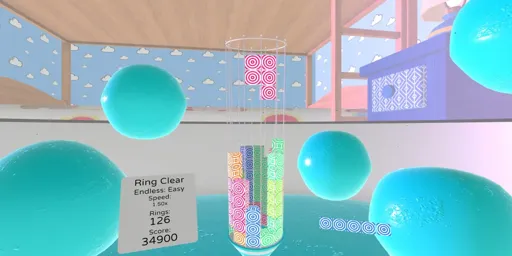 Ring Clear
Endless: Easy
Speed:
1.50x
Rings:
126
Score:
34900